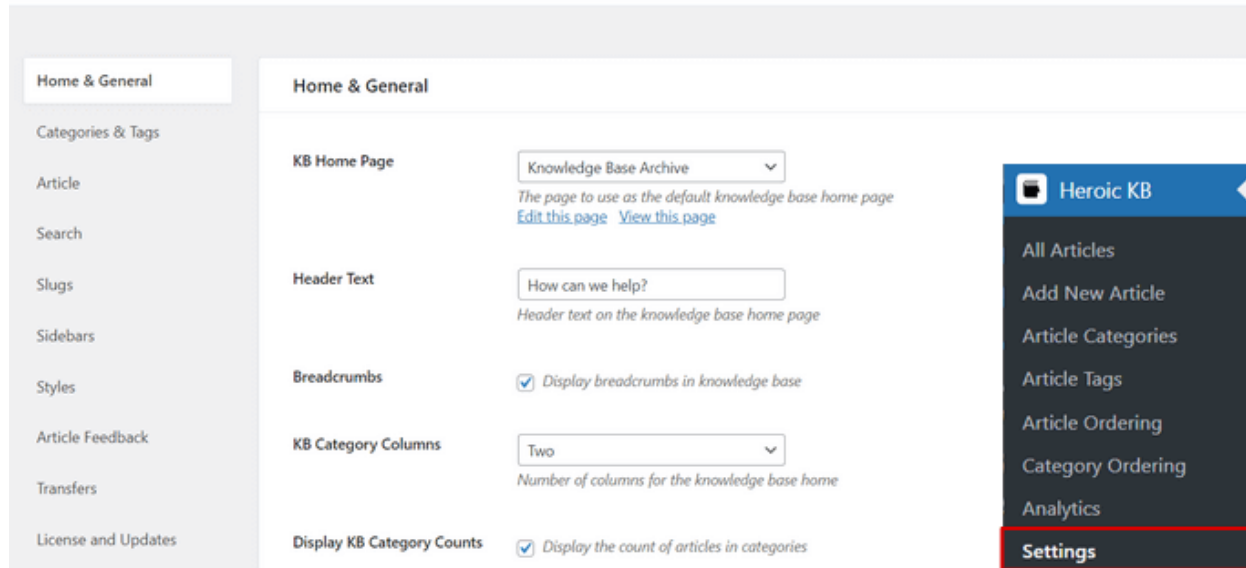 Home & General
Categories & Tags
Article
Search
Slugs
Sidebars
Styles
Article Feedback
Transfers
License and Updates
Home & General
KB Home Page
Knowledge Base Archive
The page to use as the default knowledge base home page
Edit this page View this page
Header Text
How can we help?
Header text on the knowledge base home page
Breadcrumbs
Display breadcrumbs in knowledge base
KB Category Columns
Two
Number of columns for the knowledge base home
Display KB Category Counts
Display the count of articles in categories
Heroic KB
All Articles
Add New Article
Article Categories
Article Tags
Article Ordering
Category Ordering
Analytics
Settings